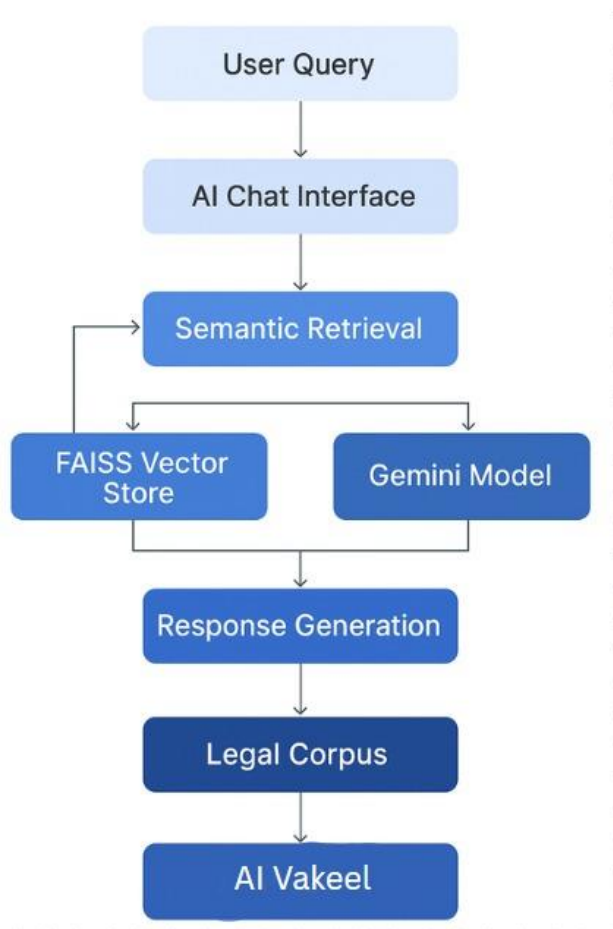 User Query
AI Chat Interface
Semantic Retrieval
FAISS Vector
Store
Gemini Model
Response Generation
Legal Corpus
AI Vakeel